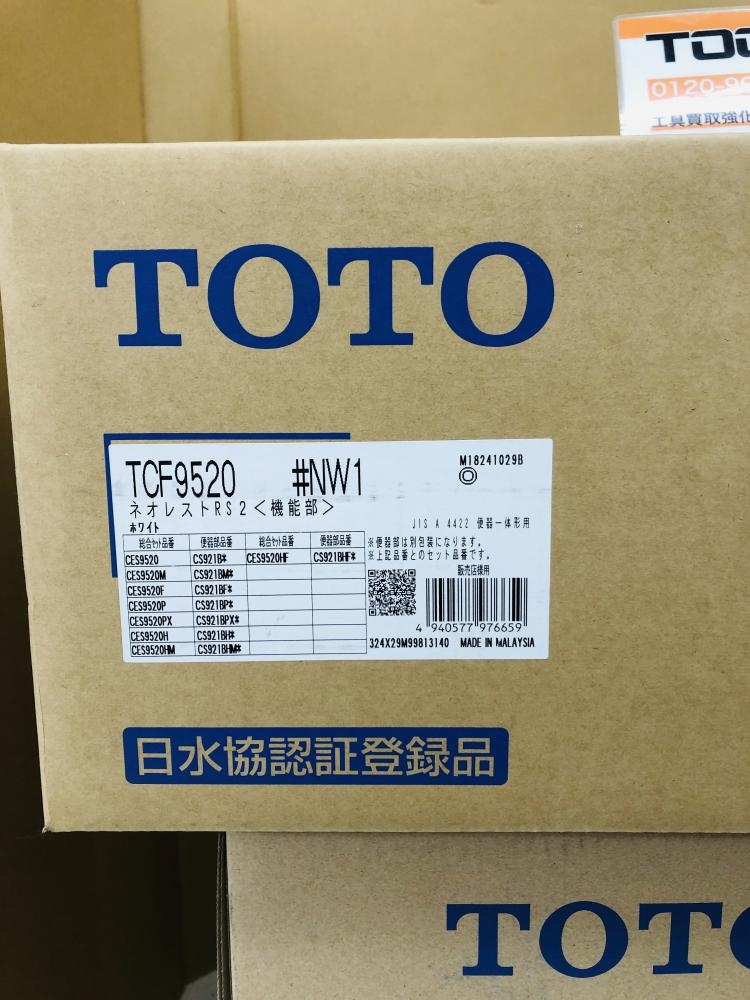 TOO
0120-9
工具買取強化
TOTO
TCF9520 #NW1
M18241029B
ネオレストRS2<機能部>
ホワイト
JIS A 4422 便器一体形用
総合セット品番 便器部品番 総合セット品番 便器部品番
CES9520 CS921B* CES9520HF CS921BHF*
CES9520M CS921BM*
CES9520F CS921BF*
CES9520P CS921BP*
CES9520PX CS921BPX*
CES9520H CS921BH*
CES9520HM CS921BHM*
※便器部は別包装になります。
※上記品番とのセット品番です。
販売店様用
4 940577 976659
324X29M99813140 MADE IN MALAYSIA
日水協認証登録品
TOTO